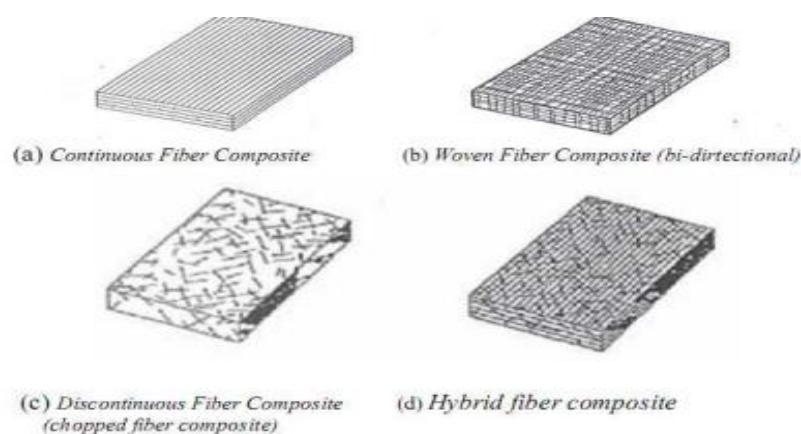 (a) Continuous Fiber Composite
(b) Woven Fiber Composite (bi-dirtectional)
(c) Discontinuous Fiber Composite
(chopped fiber composite)
(d) Hybrid fiber composite